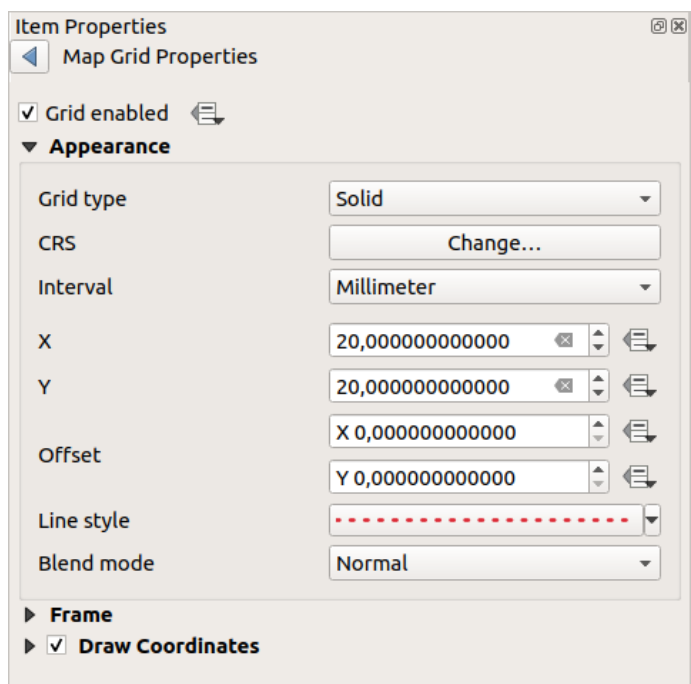 Item Properties
Map Grid Properties
Grid enabled
Appearance
Grid type Solid
CRS Change...
Interval Millimeter
X 20,000000000000
Y 20,000000000000
Offset X 0,000000000000
Y 0,000000000000
Line style
Blend mode Normal
Frame
Draw Coordinates